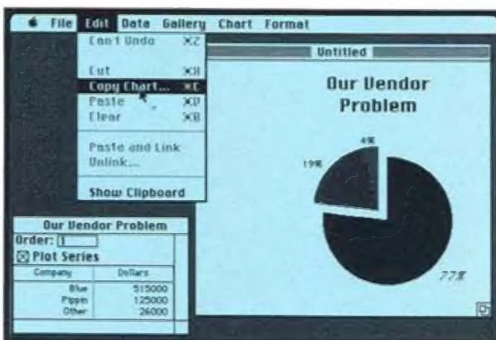 File Edit Data Gallery Chart Format
Can't Undo ⌘Z
Cut ⌘X
Copy Chart... ⌘C
Paste ⌘V
Clear ⌘B
Paste and Link
Unlink...
Show Clipboard
Untitled
Our Vendor
Problem
4%
19%
77%
Our Vendor Problem
Order: 1
Plot Series
Company Dollars
Blue 515000
Pippin 125000
Other 26000